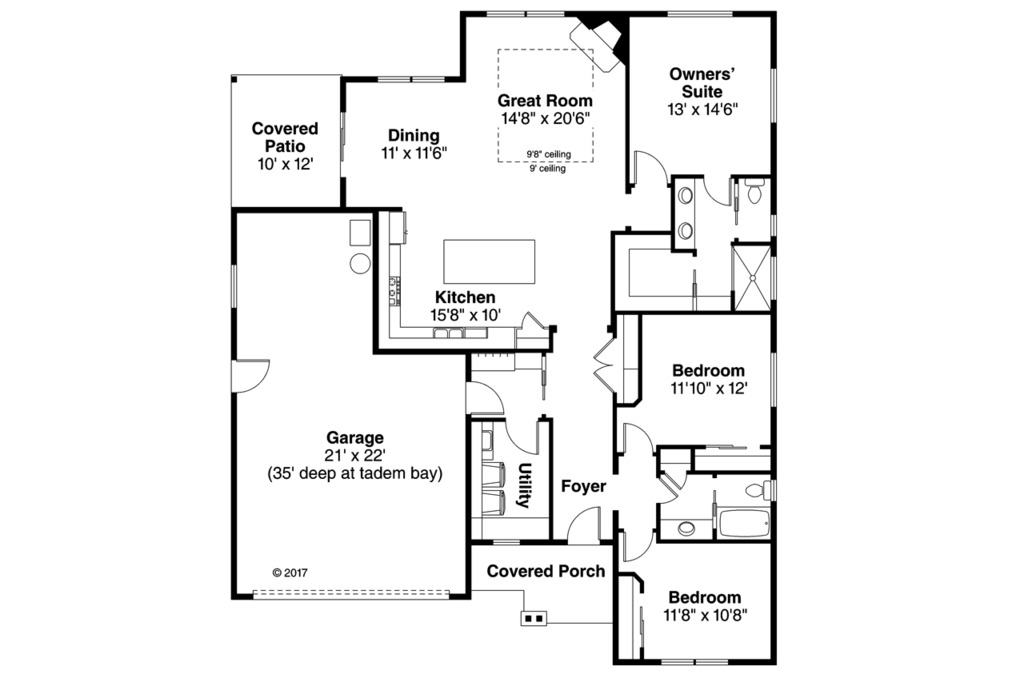 Owners'
Suite
13' x 14'6"
Great Room
14'8" x 20'6"
9'8" ceiling
9' ceiling
Dining
11' x 11'6"
Covered
Patio
10' x 12'
Kitchen
15'8" x 10'
Bedroom
11'10" x 12'
Garage
21' x 22'
(35' deep at tadem bay)
Utility
Foyer
© 2017
Covered Porch
Bedroom
11'8" x 10'8"